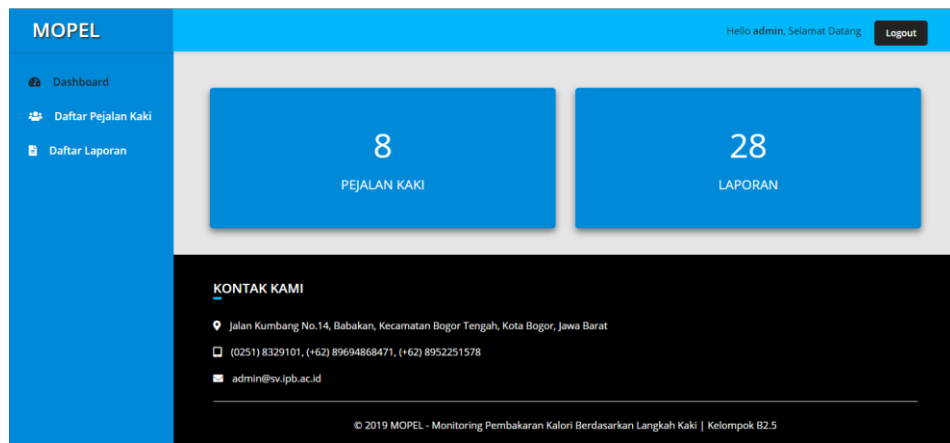 MOPEL
Hello admin, Selamat Datang
Logout
Dashboard
Daftar Pejalan Kaki
Daftar Laporan
8
PEJALAN KAKI
28
LAPORAN
KONTAK KAMI
Jalan Kumbang No.14, Babakan, Kecamatan Bogor Tengah, Kota Bogor, Jawa Barat
(0251) 8329101, (+62) 89694868471, (+62) 8952251578
admin@sv.ipb.ac.id
© 2019 MOPEL - Monitoring Pembakaran Kalori Berdasarkan Langkah Kaki | Kelompok B2.5